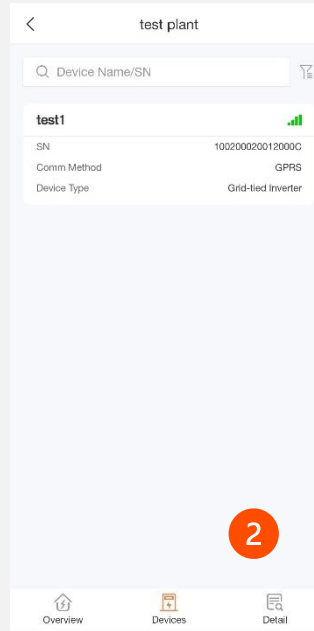 test plant
Device Name/SN
test1
SN 100200020012000C
Comm Method GPRS
Device Type Grid-tied Inverter
2
Overview Devices Detail